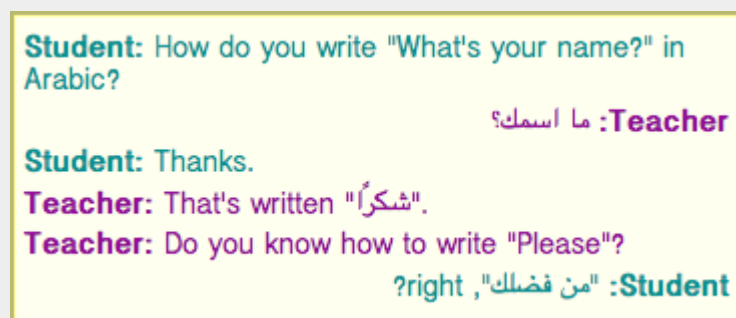 Student: How do you write "What's your name?" in
Arabic?
Teacher: ما اسمك؟
Student: Thanks.
Teacher: That's written "شكرًا".
Teacher: Do you know how to write "Please"?
Student: "من فضلك", right?